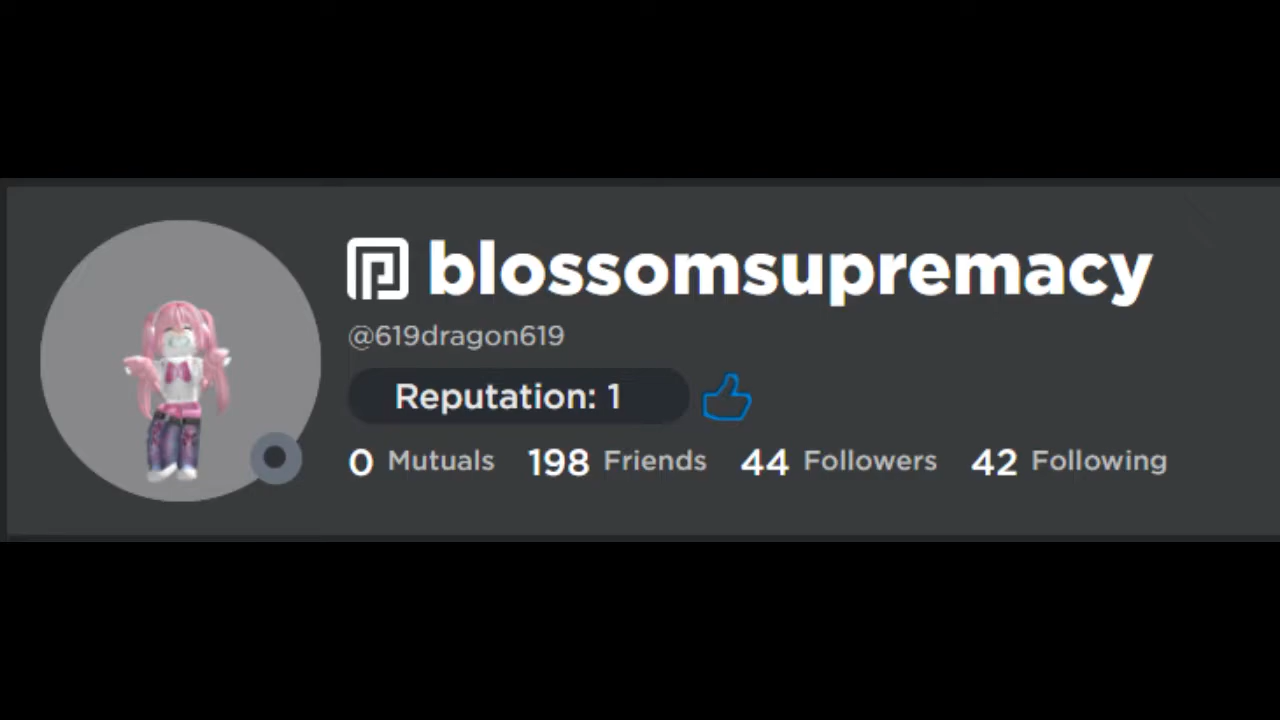 blossomsupremacy
@619dragon619
Reputation: 1
0 Mutuals 198 Friends 44 Followers 42 Following